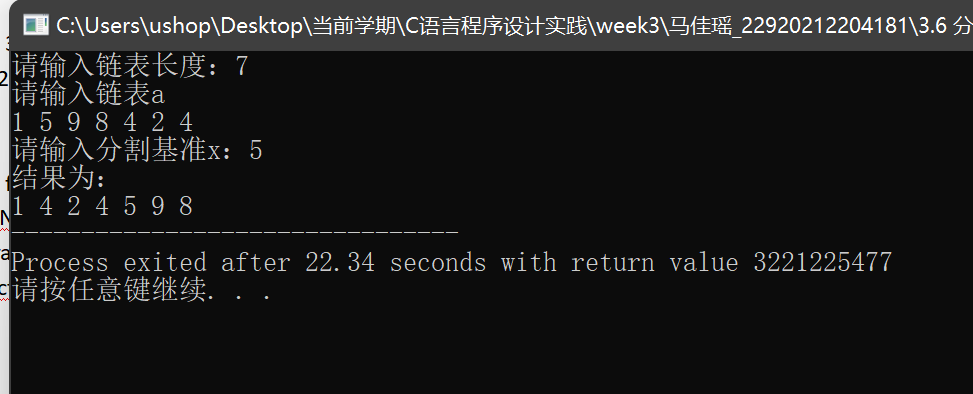 C:\Users\ushop\Desktop\当前学期\C语言程序设计实践\week3\马佳瑶_22920212204181\3.6 分
请输入链表长度：7
请输入链表a
1 5 9 8 4 2 4
请输入分割基准x：5
结果为：
1 4 2 4 5 9 8
--------------------------------
Process exited after 22.34 seconds with return value 3221225477
请按任意键继续. . .